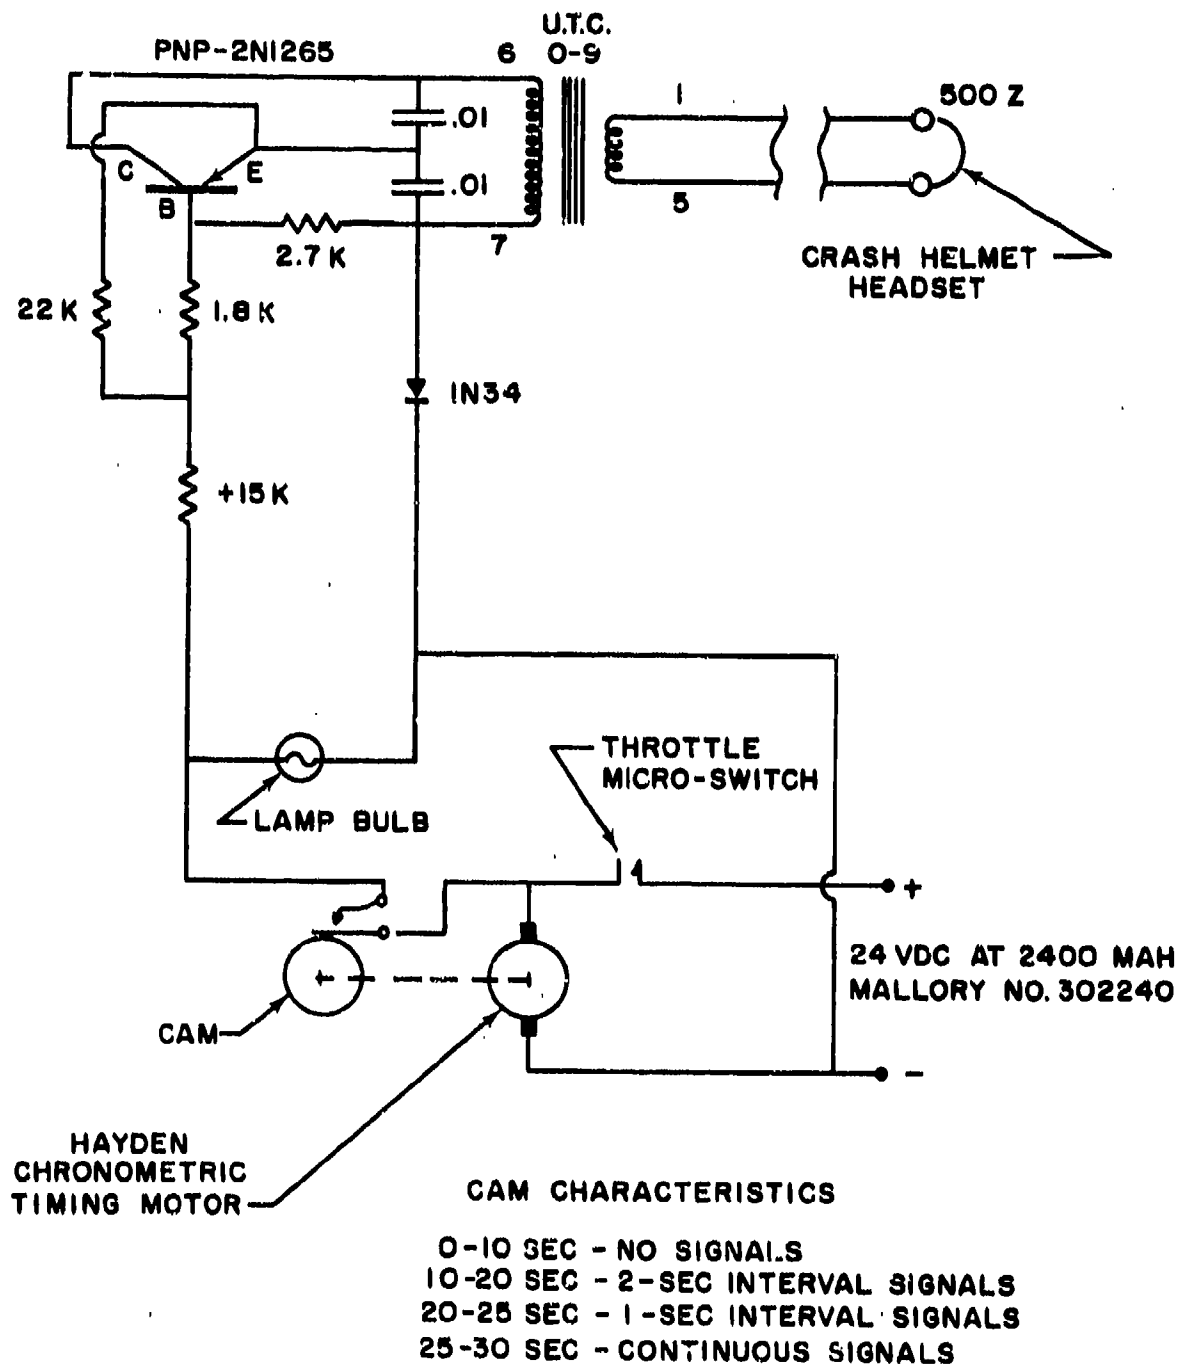 U.T.C.
PNP-2N1265
6
0-9
.01
1
500 Z
C
E
.01
B
5
2.7 K
7
CRASH HELMET
HEADSET
22 K
1.8 K
1N34
+15 K
THROTTLE
MICRO-SWITCH
LAMP BULB
+
24 VDC AT 2400 MAH
MALLORY NO. 302240
CAM
-
HAYDEN
CHRONOMETRIC
TIMING MOTOR
CAM CHARACTERISTICS
0-10 SEC - NO SIGNALS
10-20 SEC - 2-SEC INTERVAL SIGNALS
20-25 SEC - 1-SEC INTERVAL SIGNALS
25-30 SEC - CONTINUOUS SIGNALS